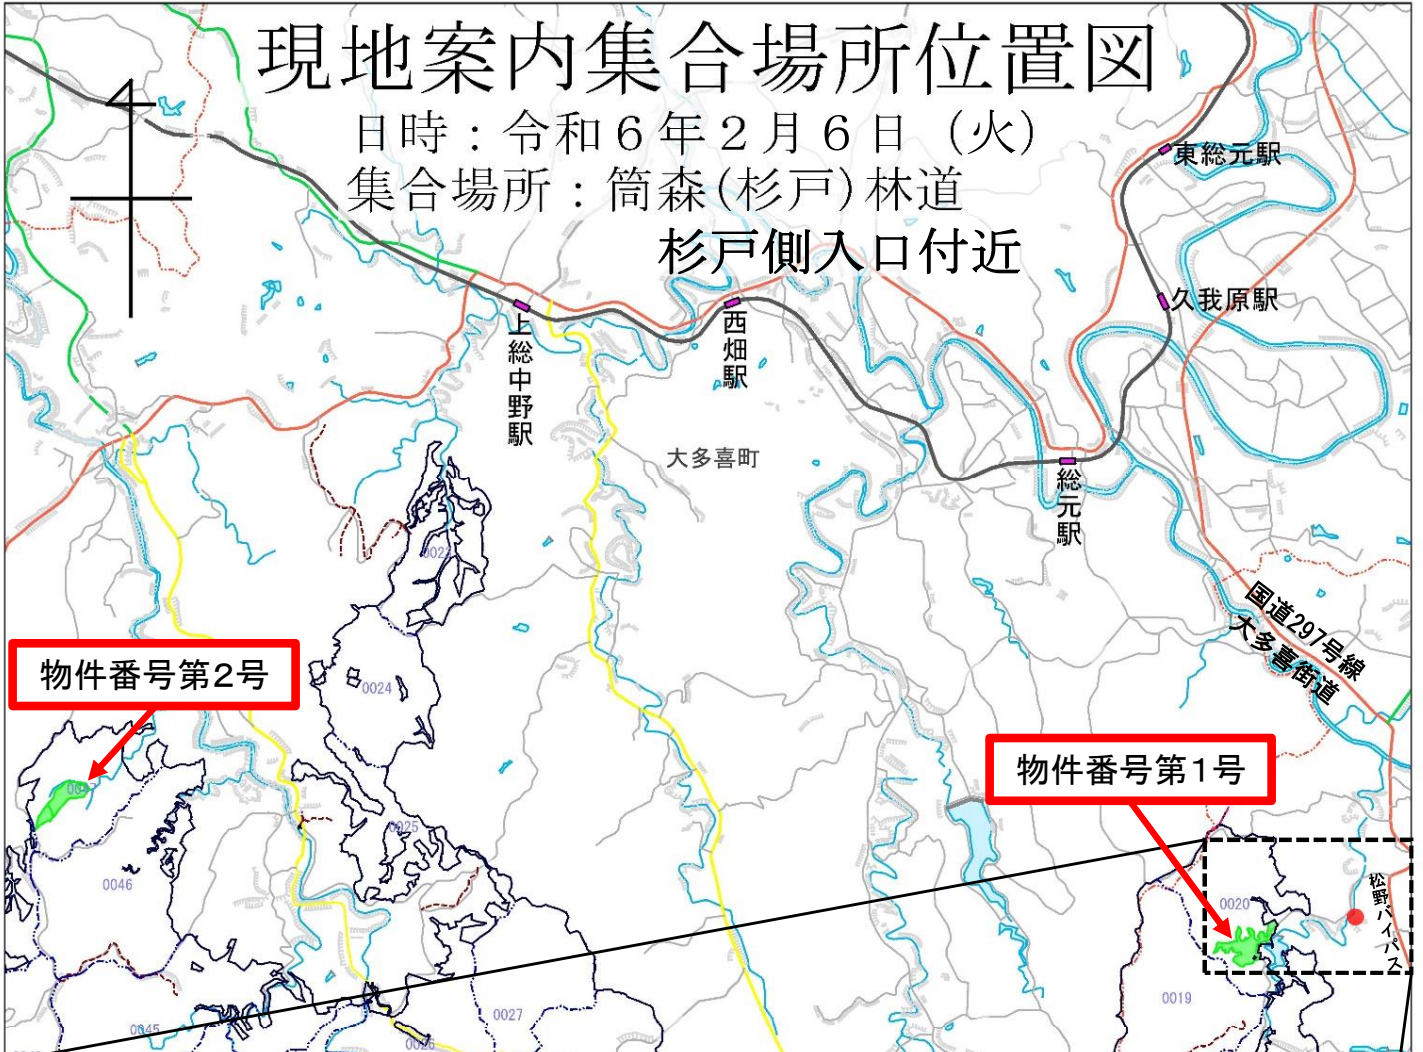 現地案内集合場所位置図
日時：令和６年２月６日（火）
集合場所：筒森(杉戸)林道
杉戸側入口付近
東総元駅
久我原駅
上総中野駅
西畑駅
大多喜町
総元駅
0023
国道297号線
大多喜街道
物件番号第2号
0024
物件番号第1号
0025
0046
松野バイパス
0020
0019
0027
0045
0026